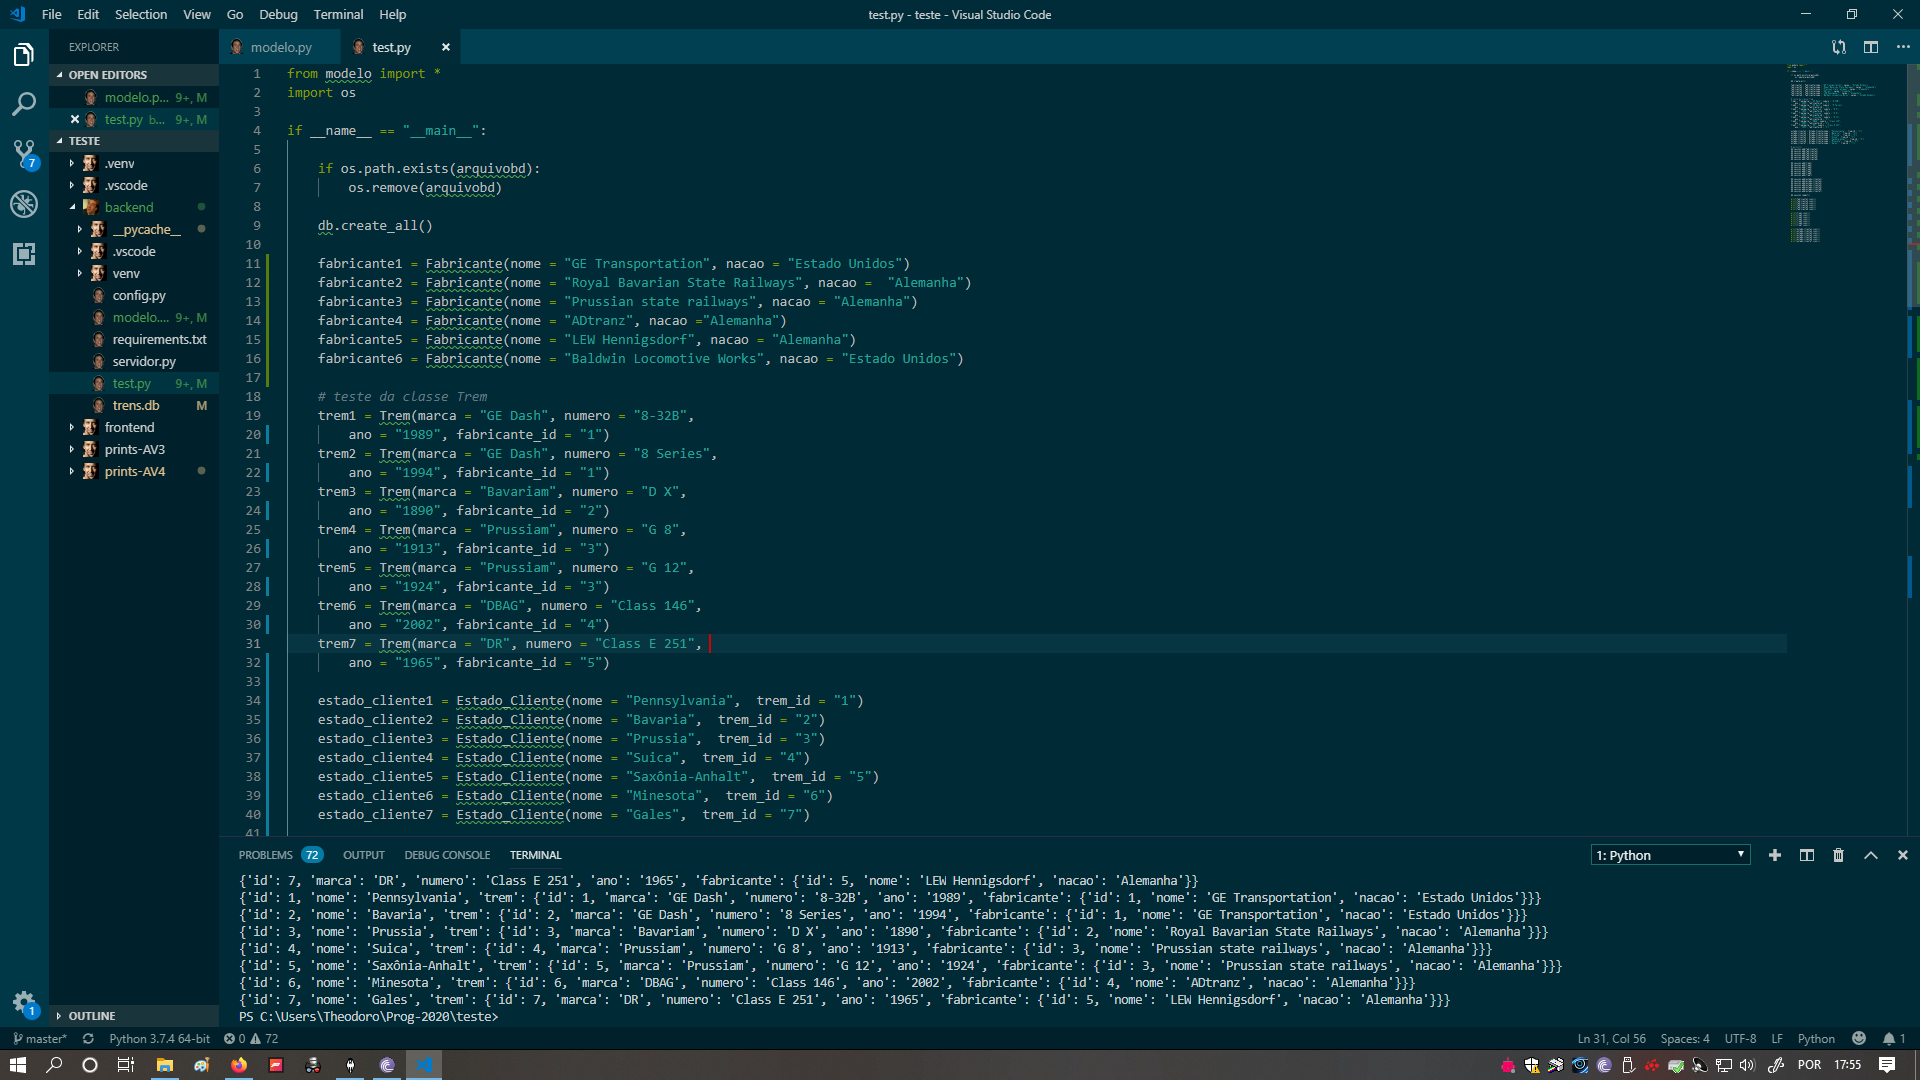 File Edit Selection View Go Debug Terminal Help
test.py - teste - Visual Studio Code
EXPLORER
OPEN EDITORS
modelo.p... 9+, M
test.py b... 9+, M
TESTE
.venv
.vscode
backend
__pycache__
.vscode
venv
config.py
modelo.... 9+, M
requirements.txt
servidor.py
test.py 9+, M
trens.db M
frontend
prints-AV3
prints-AV4
OUTLINE
7
1
modelo.py
test.py
1 from modelo import *
2 import os
3
4 if __name__ == "__main__":
5
6 if os.path.exists(arquivobd):
7 os.remove(arquivobd)
8
9 db.create_all()
10
11 fabricante1 = Fabricante(nome = "GE Transportation", nacao = "Estado Unidos")
12 fabricante2 = Fabricante(nome = "Royal Bavarian State Railways", nacao =  "Alemanha")
13 fabricante3 = Fabricante(nome = "Prussian state railways", nacao = "Alemanha")
14 fabricante4 = Fabricante(nome = "ADtranz", nacao ="Alemanha")
15 fabricante5 = Fabricante(nome = "LEW Hennigsdorf", nacao = "Alemanha")
16 fabricante6 = Fabricante(nome = "Baldwin Locomotive Works", nacao = "Estado Unidos")
17
18 # teste da classe Trem
19 trem1 = Trem(marca = "GE Dash", numero = "8-32B",
20 ano = "1989", fabricante_id = "1")
21 trem2 = Trem(marca = "GE Dash", numero = "8 Series",
22 ano = "1994", fabricante_id = "1")
23 trem3 = Trem(marca = "Bavariam", numero = "D X",
24 ano = "1890", fabricante_id = "2")
25 trem4 = Trem(marca = "Prussiam", numero = "G 8",
26 ano = "1913", fabricante_id = "3")
27 trem5 = Trem(marca = "Prussiam", numero = "G 12",
28 ano = "1924", fabricante_id = "3")
29 trem6 = Trem(marca = "DBAG", numero = "Class 146",
30 ano = "2002", fabricante_id = "4")
31 trem7 = Trem(marca = "DR", numero = "Class E 251",
32 ano = "1965", fabricante_id = "5")
33
34 estado_cliente1 = Estado_Cliente(nome = "Pennsylvania",  trem_id = "1")
35 estado_cliente2 = Estado_Cliente(nome = "Bavaria",  trem_id = "2")
36 estado_cliente3 = Estado_Cliente(nome = "Prussia",  trem_id = "3")
37 estado_cliente4 = Estado_Cliente(nome = "Suica",  trem_id = "4")
38 estado_cliente5 = Estado_Cliente(nome = "Saxônia-Anhalt",  trem_id = "5")
39 estado_cliente6 = Estado_Cliente(nome = "Minesota",  trem_id = "6")
40 estado_cliente7 = Estado_Cliente(nome = "Gales",  trem_id = "7")
41
PROBLEMS 72 OUTPUT DEBUG CONSOLE TERMINAL 1: Python
{'id': 7, 'marca': 'DR', 'numero': 'Class E 251', 'ano': '1965', 'fabricante': {'id': 5, 'nome': 'LEW Hennigsdorf', 'nacao': 'Alemanha'}}
{'id': 1, 'nome': 'Pennsylvania', 'trem': {'id': 1, 'marca': 'GE Dash', 'numero': '8-32B', 'ano': '1989', 'fabricante': {'id': 1, 'nome': 'GE Transportation', 'nacao': 'Estado Unidos'}}}
{'id': 2, 'nome': 'Bavaria', 'trem': {'id': 2, 'marca': 'GE Dash', 'numero': '8 Series', 'ano': '1994', 'fabricante': {'id': 1, 'nome': 'GE Transportation', 'nacao': 'Estado Unidos'}}}
{'id': 3, 'nome': 'Prussia', 'trem': {'id': 3, 'marca': 'Bavariam', 'numero': 'D X', 'ano': '1890', 'fabricante': {'id': 2, 'nome': 'Royal Bavarian State Railways', 'nacao': 'Alemanha'}}}
{'id': 4, 'nome': 'Suica', 'trem': {'id': 4, 'marca': 'Prussiam', 'numero': 'G 8', 'ano': '1913', 'fabricante': {'id': 3, 'nome': 'Prussian state railways', 'nacao': 'Alemanha'}}}
{'id': 5, 'nome': 'Saxônia-Anhalt', 'trem': {'id': 5, 'marca': 'Prussiam', 'numero': 'G 12', 'ano': '1924', 'fabricante': {'id': 3, 'nome': 'Prussian state railways', 'nacao': 'Alemanha'}}}
{'id': 6, 'nome': 'Minesota', 'trem': {'id': 6, 'marca': 'DBAG', 'numero': 'Class 146', 'ano': '2002', 'fabricante': {'id': 4, 'nome': 'ADtranz', 'nacao': 'Alemanha'}}}
{'id': 7, 'nome': 'Gales', 'trem': {'id': 7, 'marca': 'DR', 'numero': 'Class E 251', 'ano': '1965', 'fabricante': {'id': 5, 'nome': 'LEW Hennigsdorf', 'nacao': 'Alemanha'}}}
PS C:\Users\Theodoro\Prog-2020\teste>
master* Python 3.7.4 64-bit 0 72 Ln 31, Col 56 Spaces: 4 UTF-8 LF Python 1
POR 17:55